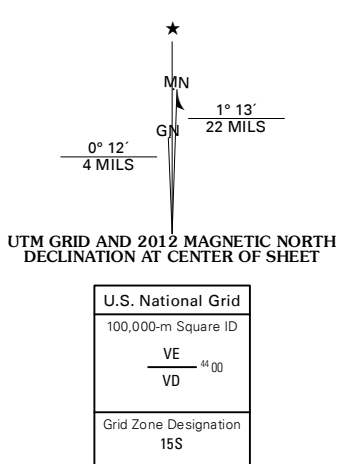 ★
MN
1° 13´
22 MILS
GN
0° 12´
4 MILS
UTM GRID AND 2012 MAGNETIC NORTH
DECLINATION AT CENTER OF SHEET
U.S. National Grid
100,000-m Square ID
VE
44 00
VD
Grid Zone Designation
15S